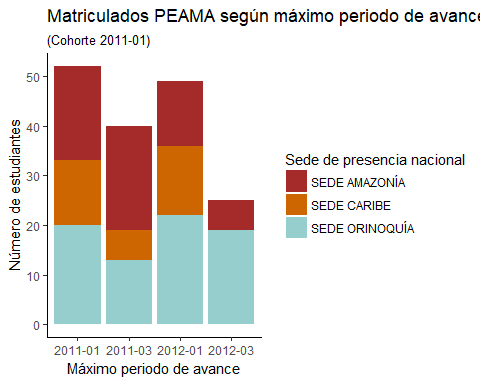 Matriculados PEAMA según máximo periodo de avance
(Cohorte 2011-01)
Número de estudiantes
50
40
30
20
10
0
2011-01 2011-03 2012-01 2012-03
Máximo periodo de avance
Sede de presencia nacional
SEDE AMAZONÍA
SEDE CARIBE
SEDE ORINOQUÍA